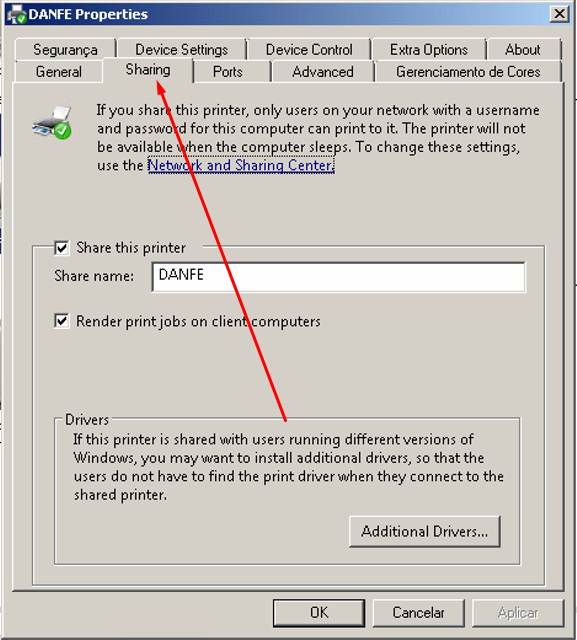 DANFE Properties
Segurança Device Settings Device Control Extra Options About
General Sharing Ports Advanced Gerenciamento de Cores
If you share this printer, only users on your network with a username
and password for this computer can print to it. The printer will not
be available when the computer sleeps. To change these settings,
use the Network and Sharing Center.
Share this printer
Share name: DANFE
Render print jobs on client computers
Drivers
If this printer is shared with users running different versions of
Windows, you may want to install additional drivers, so that the
users do not have to find the print driver when they connect to the
shared printer.
Additional Drivers...
OK Cancelar Aplicar